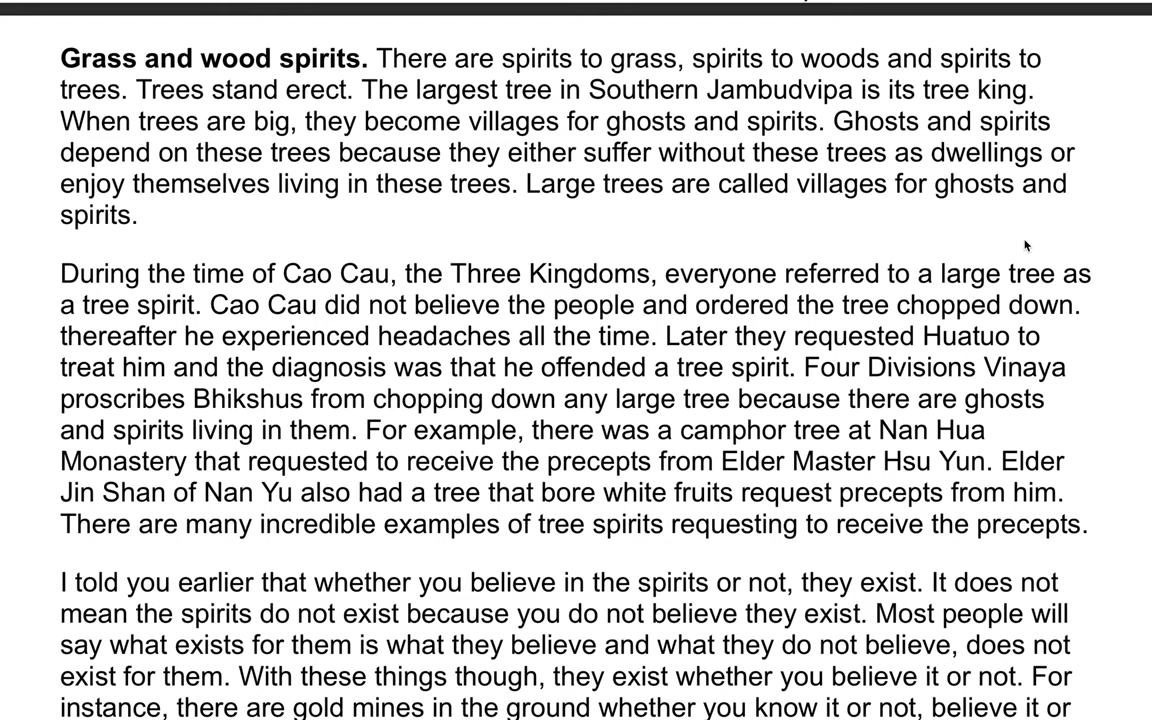 Grass and wood spirits. There are spirits to grass, spirits to woods and spirits to
trees. Trees stand erect. The largest tree in Southern Jambudvipa is its tree king.
When trees are big, they become villages for ghosts and spirits. Ghosts and spirits
depend on these trees because they either suffer without these trees as dwellings or
enjoy themselves living in these trees. Large trees are called villages for ghosts and
spirits.
During the time of Cao Cau, the Three Kingdoms, everyone referred to a large tree as
a tree spirit. Cao Cau did not believe the people and ordered the tree chopped down.
thereafter he experienced headaches all the time. Later they requested Huatuo to
treat him and the diagnosis was that he offended a tree spirit. Four Divisions Vinaya
proscribes Bhikshus from chopping down any large tree because there are ghosts
and spirits living in them. For example, there was a camphor tree at Nan Hua
Monastery that requested to receive the precepts from Elder Master Hsu Yun. Elder
Jin Shan of Nan Yu also had a tree that bore white fruits request precepts from him.
There are many incredible examples of tree spirits requesting to receive the precepts.
I told you earlier that whether you believe in the spirits or not, they exist. It does not
mean the spirits do not exist because you do not believe they exist. Most people will
say what exists for them is what they believe and what they do not believe, does not
exist for them. With these things though, they exist whether you believe it or not. For
instance, there are gold mines in the ground whether you know it or not, believe it or